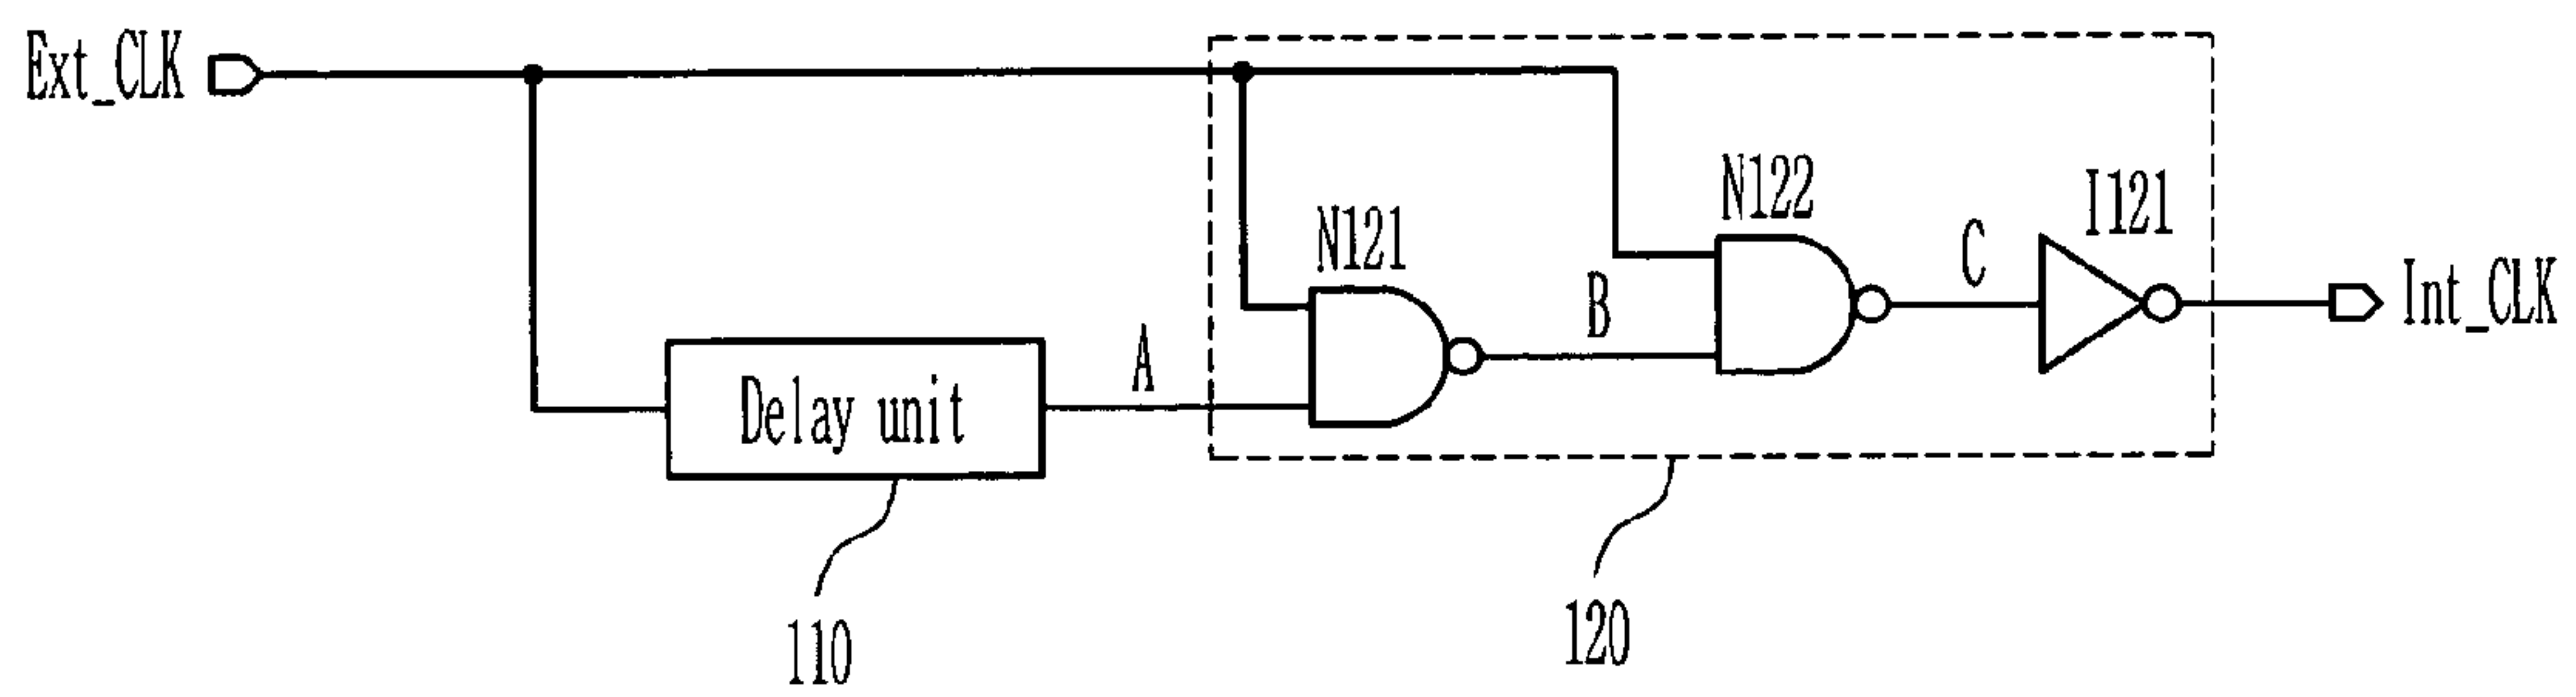 Ext_CLK
N121
N122
I121
A
B
C
Int_CLK
Delay unit
110
120